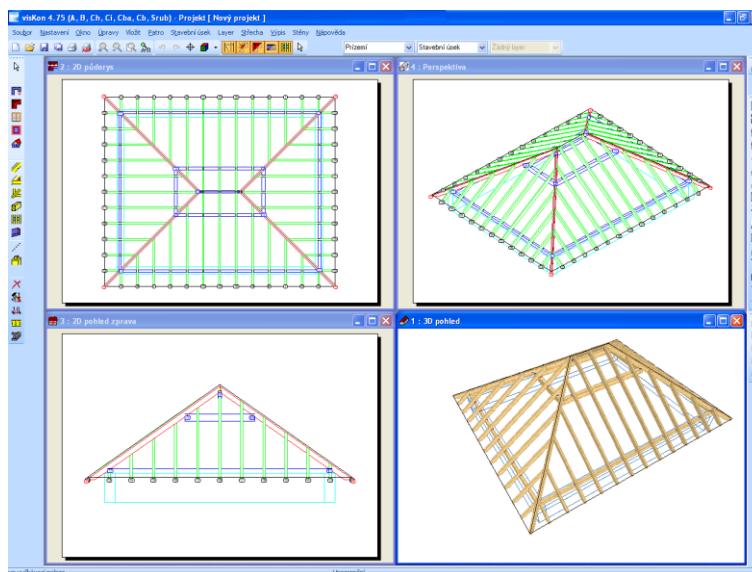 visKon 4.75 (A, B, Ch, Ci, Cba, Cb, Srub) - Projekt [ Nový projekt ]
Soubor Nastavení Okno Úpravy Vložit Patro Stavební úsek Layer Střecha Výpis Stěny Nápověda
Přízemí Stavební úsek Žádný layer
2 : 2D půdorys
4 : Perspektiva
3 : 2D pohled zprava
1 : 3D pohled